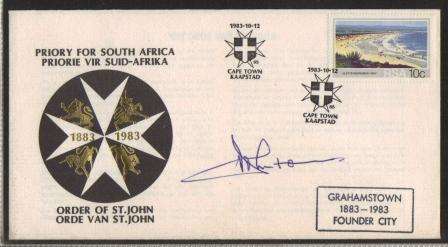 PRIORY FOR SOUTH AFRICA
PRIORIE VIR SUID-AFRIKA
1883 1983
ORDER OF ST. JOHN
ORDE VAN ST. JOHN
1983-10-12
CAPE TOWN
KAAPSTAD
1983-10-12
CAPE TOWN
KAAPSTAD
10c
GRAHAMSTOWN
1883-1983
FOUNDER CITY